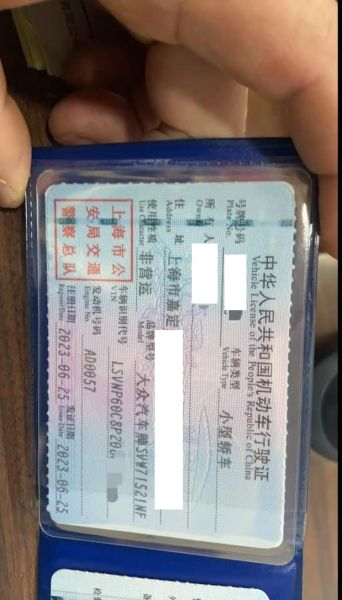 中华人民共和国机动车行驶证
Vehicle License of the People's Republic of China
号牌号码
Plate No.
车辆类型 小型轿车
Vehicle Type
所有人
Owner
住址 上海市嘉定
Address
使用性质 非营运
Use Character
品牌型号 大众汽车牌SVW71521NF
Model
上海市公
安局交通
警察总队
车辆识别代号 LSVNP60C8P20
VIN
发动机号码 AD0057
Engine No.
注册日期 2023-06-25
Register Date
发证日期 2023-06-25
Issue Date